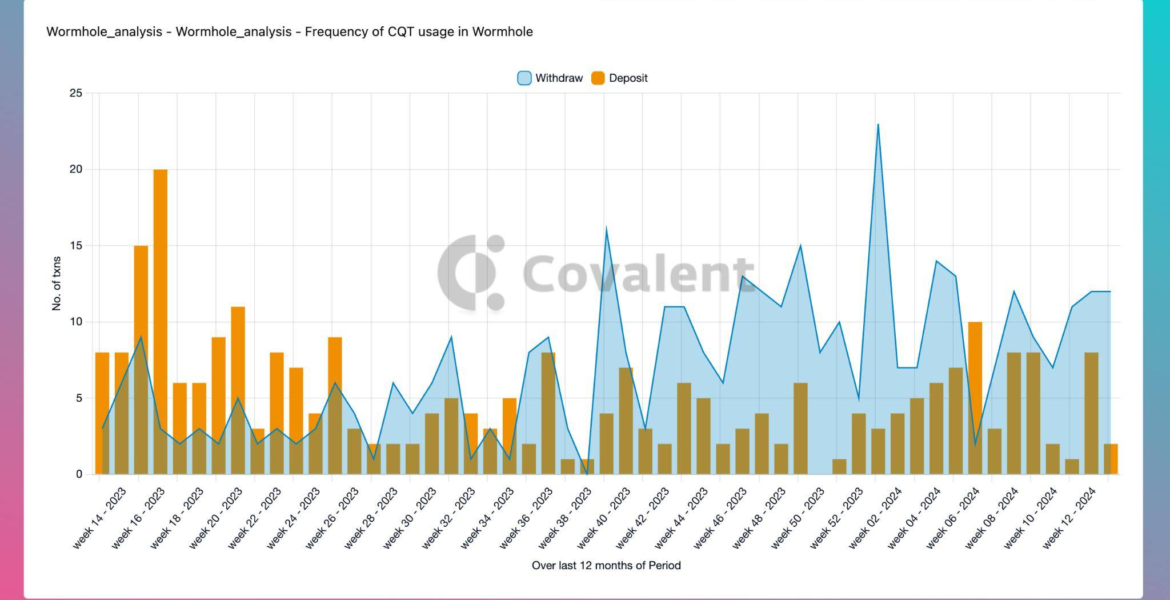 Wormhole_analysis - Wormhole_analysis - Frequency of CQT usage in Wormhole
Withdraw
Deposit
25
20
15
10
5
0
No. of txns
Covalent
week 14 - 2023
week 16 - 2023
week 18 - 2023
week 20 - 2023
week 22 - 2023
week 24 - 2023
week 26 - 2023
week 28 - 2023
week 30 - 2023
week 32 - 2023
week 34 - 2023
week 36 - 2023
week 38 - 2023
week 40 - 2023
week 42 - 2023
week 44 - 2023
week 46 - 2023
week 48 - 2023
week 50 - 2023
week 52 - 2023
week 02 - 2024
week 04 - 2024
week 06 - 2024
week 08 - 2024
week 10 - 2024
week 12 - 2024
Over last 12 months of Period